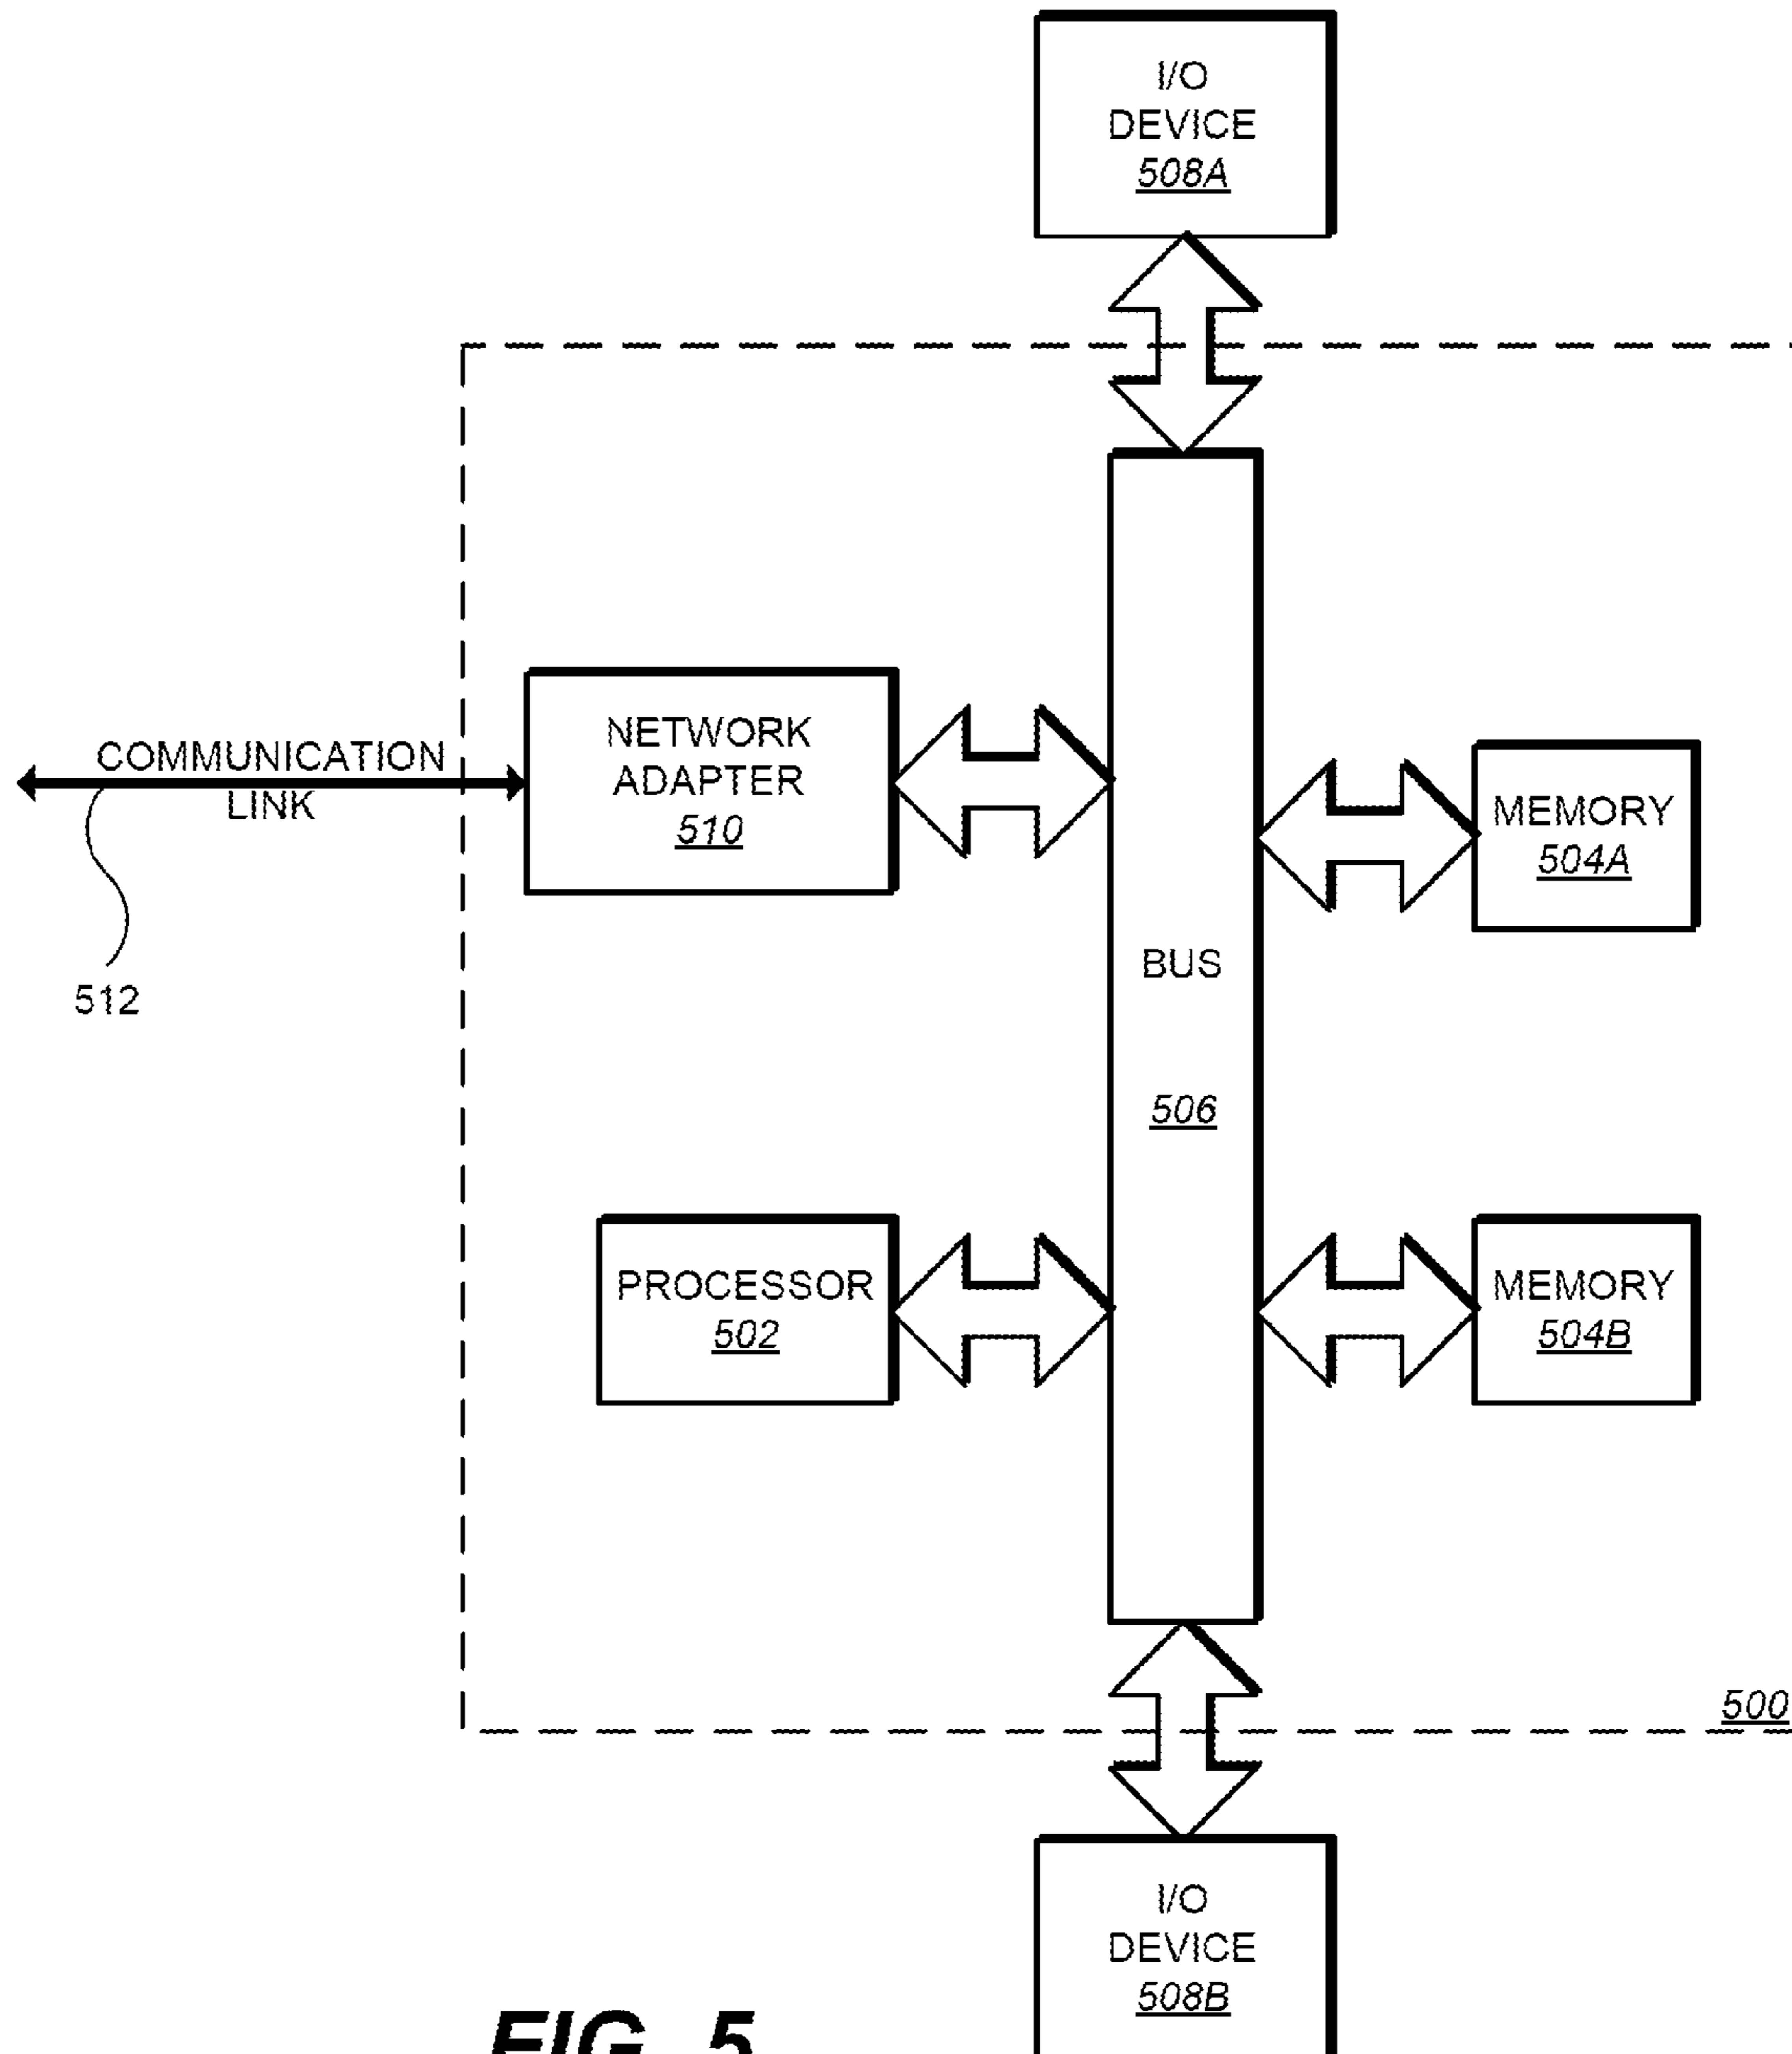 I/O
DEVICE
508A
COMMUNICATION
LINK
512
NETWORK
ADAPTER
510
MEMORY
504A
BUS
506
PROCESSOR
502
MEMORY
504B
500
I/O
DEVICE
508B
FIG. 5